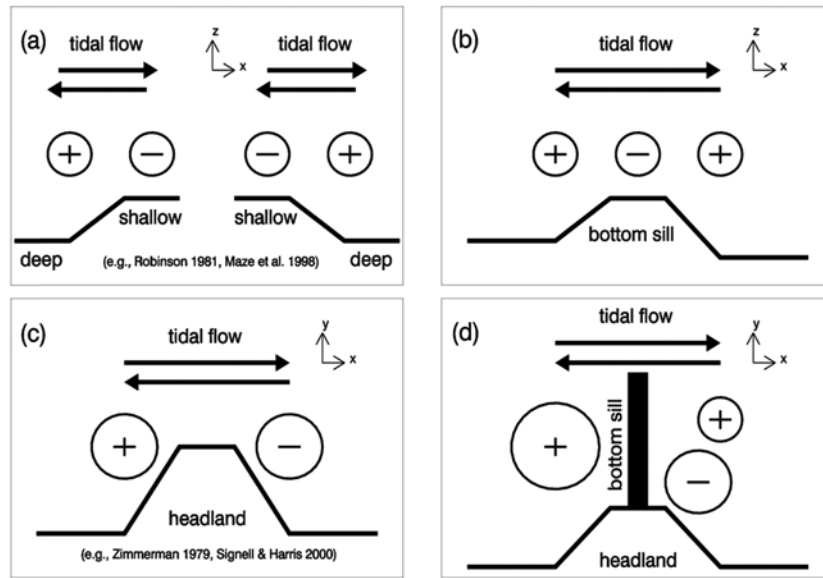 (a)
tidal flow
z
x
tidal flow
+
−
−
+
shallow
shallow
deep
(e.g., Robinson 1981, Maze et al. 1998)
deep
(b)
tidal flow
z
x
+
−
+
bottom sill
(c)
tidal flow
y
x
+
−
headland
(e.g., Zimmerman 1979, Signell & Harris 2000)
(d)
tidal flow
y
x
+
bottom sill
+
−
headland